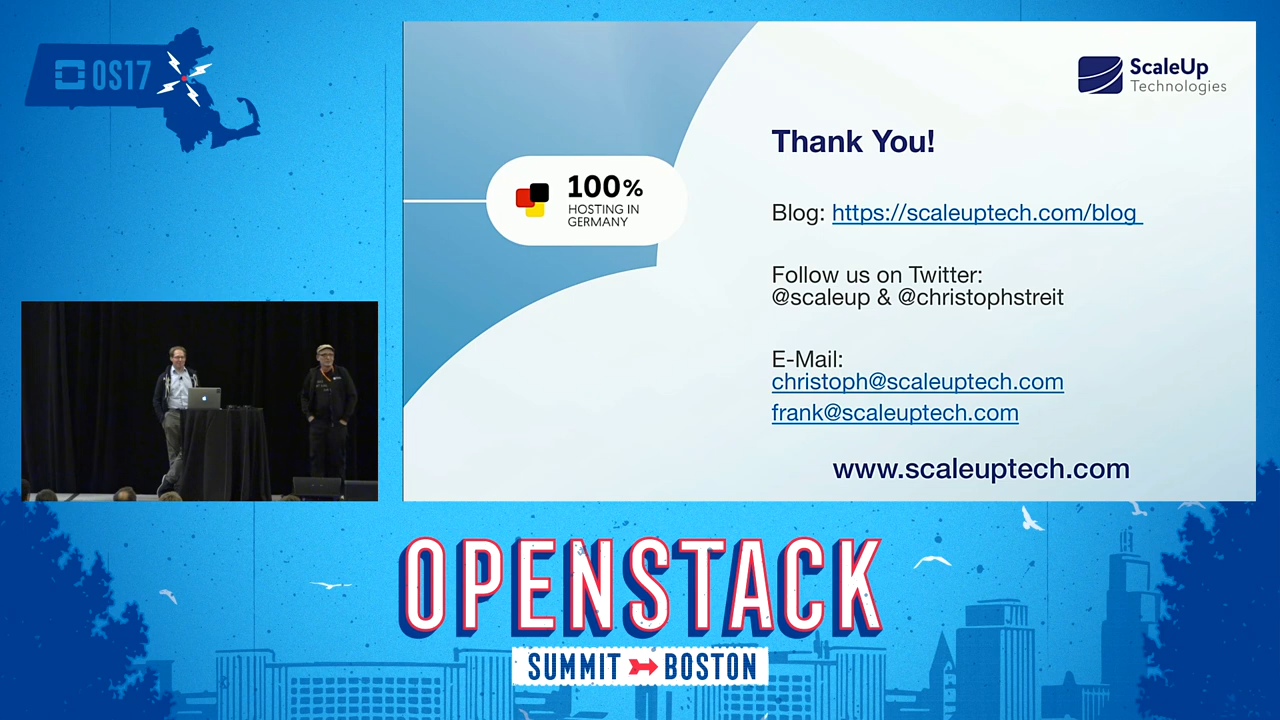 OS17
ScaleUp
Technologies
Thank You!
100%
HOSTING IN
GERMANY
Blog: https://scaleuptech.com/blog
Follow us on Twitter:
@scaleup & @christophstreit
E-Mail:
christoph@scaleuptech.com
frank@scaleuptech.com
www.scaleuptech.com
OPENSTACK
SUMMIT BOSTON